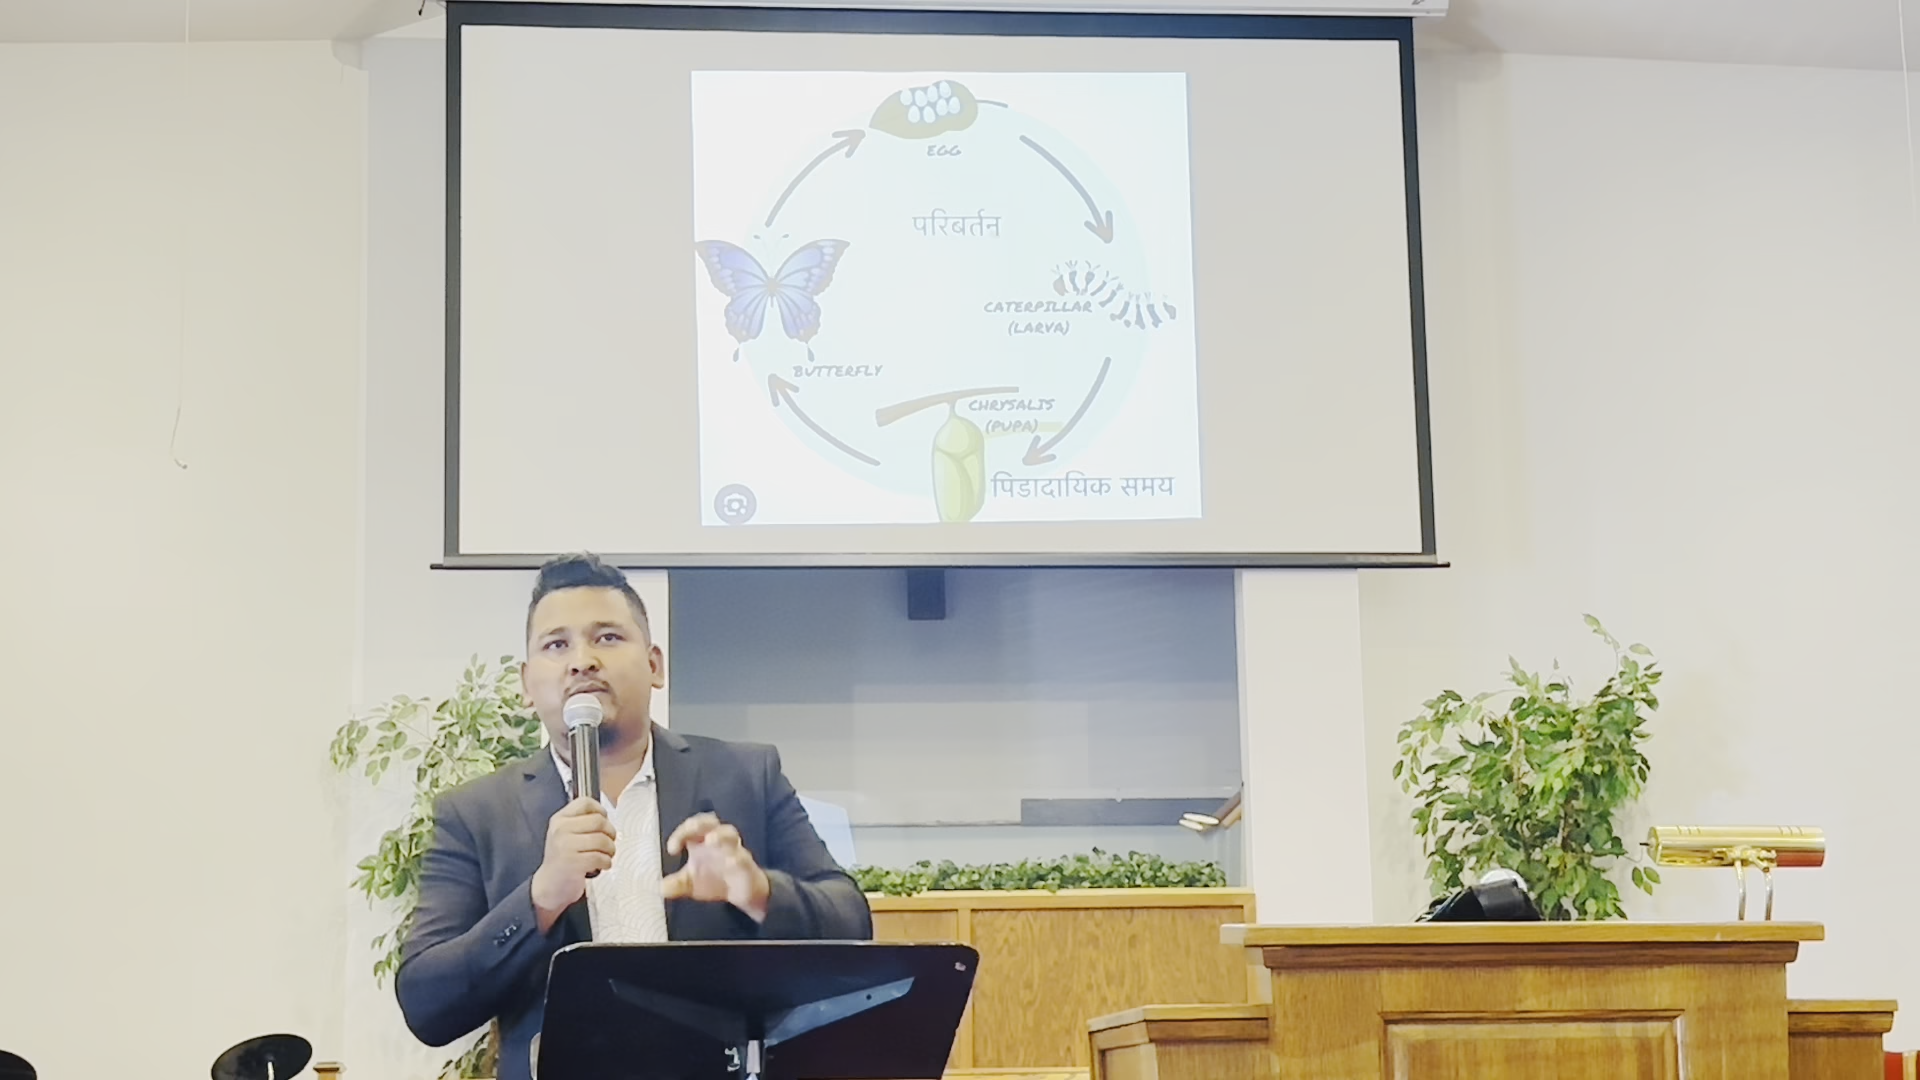 EGG
परिबर्तन
CATERPILLAR
(LARVA)
BUTTERFLY
CHRYSALIS
(PUPA)
पिडादायिक समय